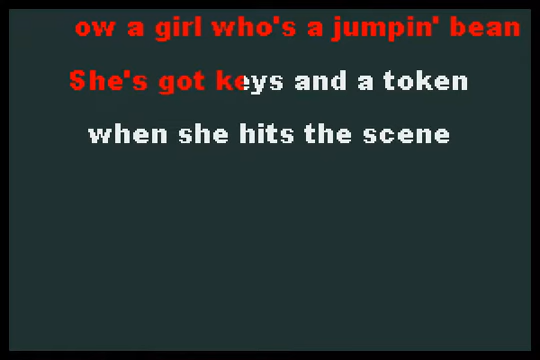 ow a girl who's a jumpin' bean
She's got keys and a token
when she hits the scene